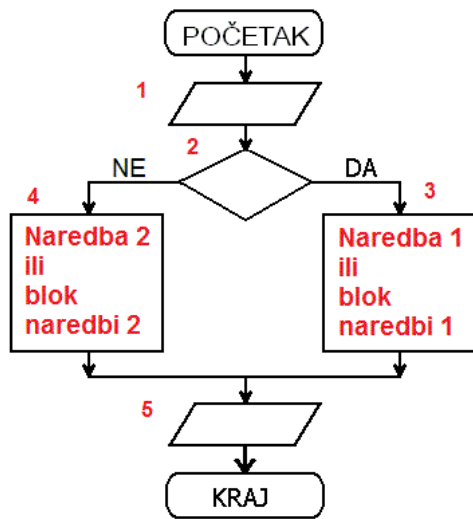 POČETAK
1
2
NE
DA
4
3
Naredba 2
ili
blok
naredbi 2
Naredba 1
ili
blok
naredbi 1
5
KRAJ